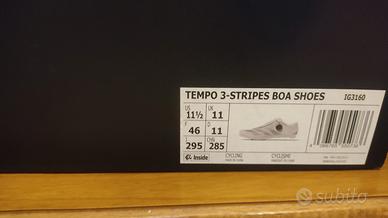 TEMPO 3-STRIPES BOA SHOES IG3160
US UK
11½ 11
F D
46 11
J CHN
295 285
Inside CYCLING CYCLISME
subito